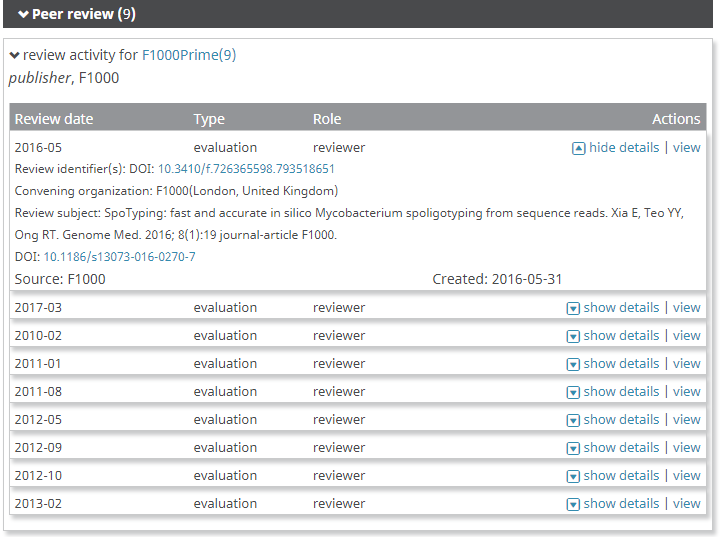 Peer review (9)
review activity for F1000Prime(9)
publisher, F1000
Review date Type Role Actions
2016-05 evaluation reviewer hide details | view
Review identifier(s): DOI: 10.3410/f.726365598.793518651
Convening organization: F1000(London, United Kingdom)
Review subject: SpoTyping: fast and accurate in silico Mycobacterium spoligotyping from sequence reads. Xia E, Teo YY,
Ong RT. Genome Med. 2016; 8(1):19 journal-article F1000.
DOI: 10.1186/s13073-016-0270-7
Source: F1000 Created: 2016-05-31
2017-03 evaluation reviewer show details | view
2010-02 evaluation reviewer show details | view
2011-01 evaluation reviewer show details | view
2011-08 evaluation reviewer show details | view
2012-05 evaluation reviewer show details | view
2012-09 evaluation reviewer show details | view
2012-10 evaluation reviewer show details | view
2013-02 evaluation reviewer show details | view